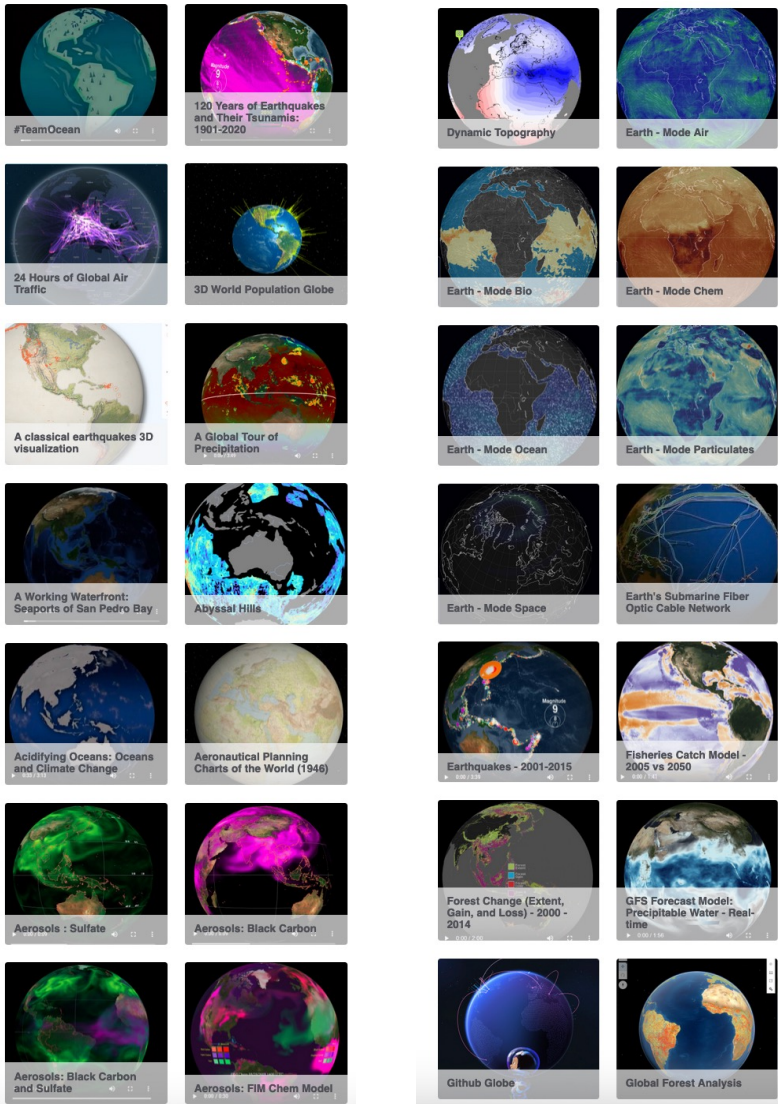 #TeamOcean
Magnitude
9
120 Years of Earthquakes
and Their Tsunamis:
1901-2020
24 Hours of Global Air
Traffic
3D World Population Globe
A classical earthquakes 3D
visualization
A Global Tour of
Precipitation
A Working Waterfront:
Seaports of San Pedro Bay
Abyssal Hills
Acidifying Oceans: Oceans
and Climate Change
Aeronautical Planning
Charts of the World (1946)
Aerosols : Sulfate
Aerosols: Black Carbon
Aerosols: Black Carbon
and Sulfate
Aerosols: FIM Chem Model
Dynamic Topography
Earth - Mode Air
Earth - Mode Bio
Earth - Mode Chem
Earth - Mode Ocean
Earth - Mode Particulates
Earth - Mode Space
Earth's Submarine Fiber
Optic Cable Network
Magnitude
9
Earthquakes - 2001-2015
Fisheries Catch Model -
2005 vs 2050
Forest Change (Extent,
Gain, and Loss) - 2000 -
2014
GFS Forecast Model:
Precipitable Water - Real-
time
Github Globe
Global Forest Analysis